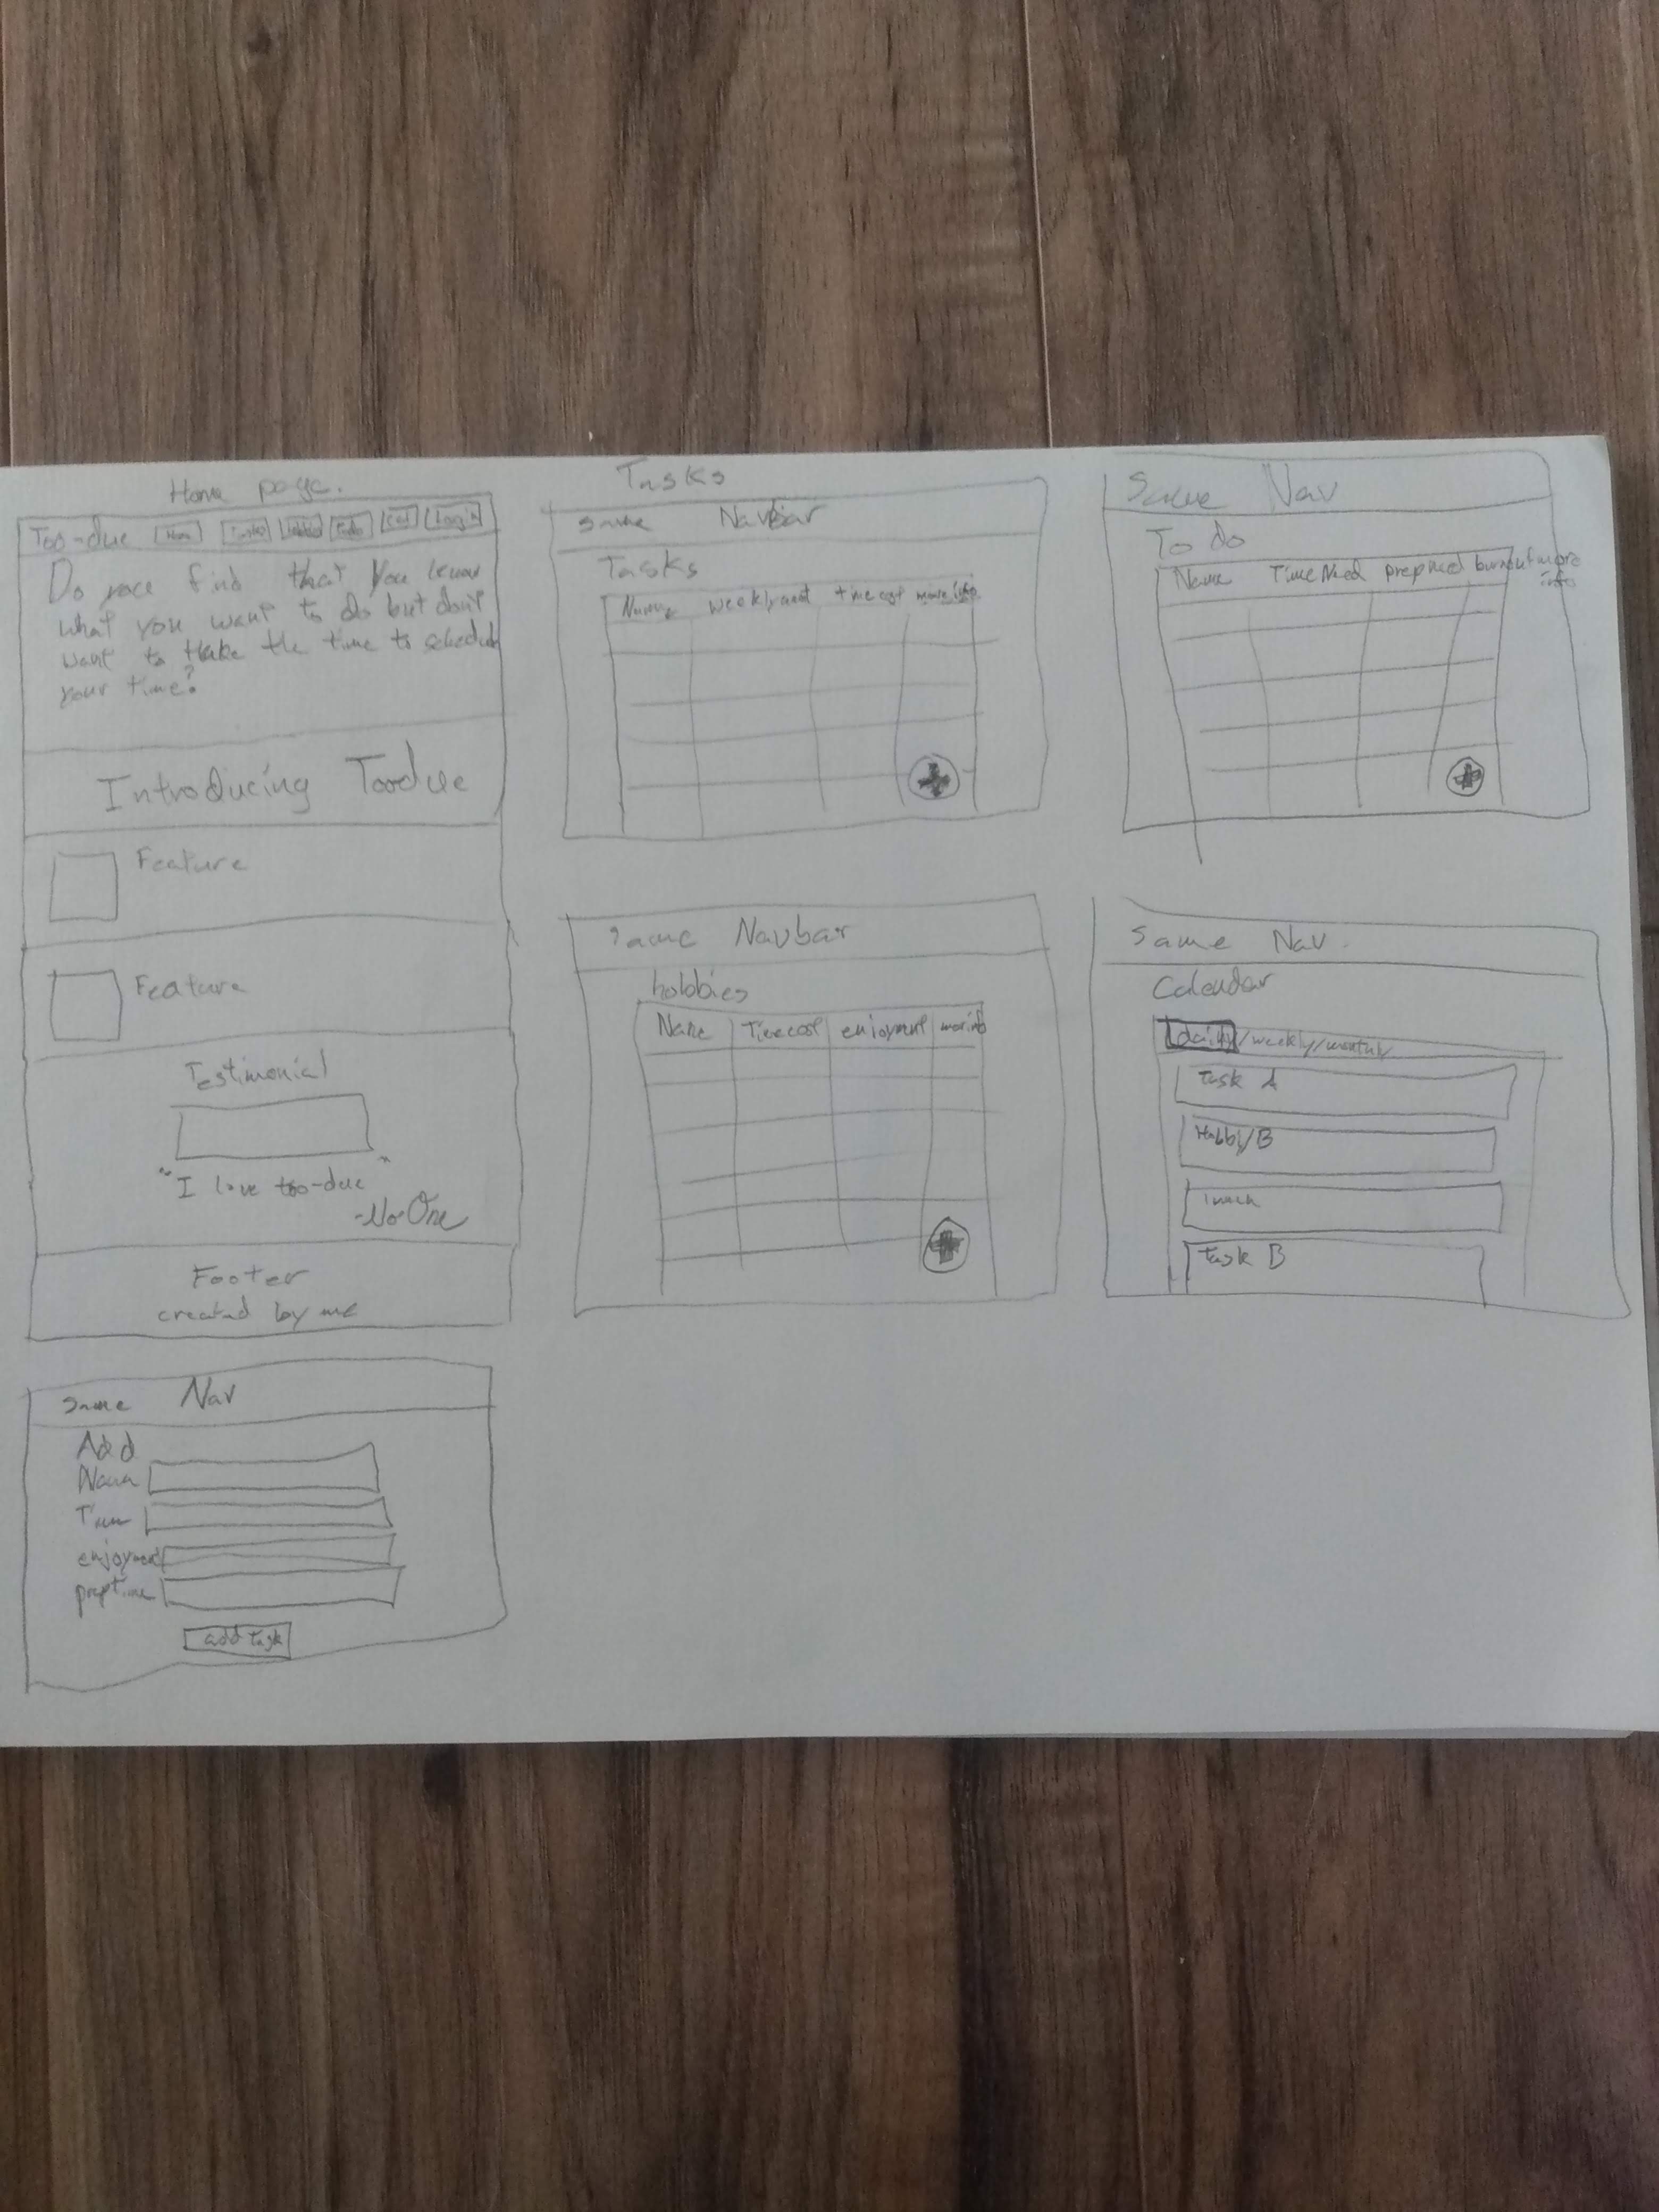 Home page.
Too-due Home Tasks Hobbies Todo Cal Login
Do you find that you know
what you want to do but don't
want to take the time to schedule
your time?
Introducing Toodue
Feature
Feature
Testimonial
"I love too-due"
-No One
Footer
created by me
same Nav
Add
Name
Time
enjoyment
prep time
add task
Tasks
same Navbar
Tasks
Name weekly need time cost more info
same Navbar
hobbies
Name Time cost enjoyment more info
same Nav
To do
Name Time Need prep need burnout more
info
same Nav.
Calendar
daily/weekly/monthly
Task A
Hobby B
lunch
Task B